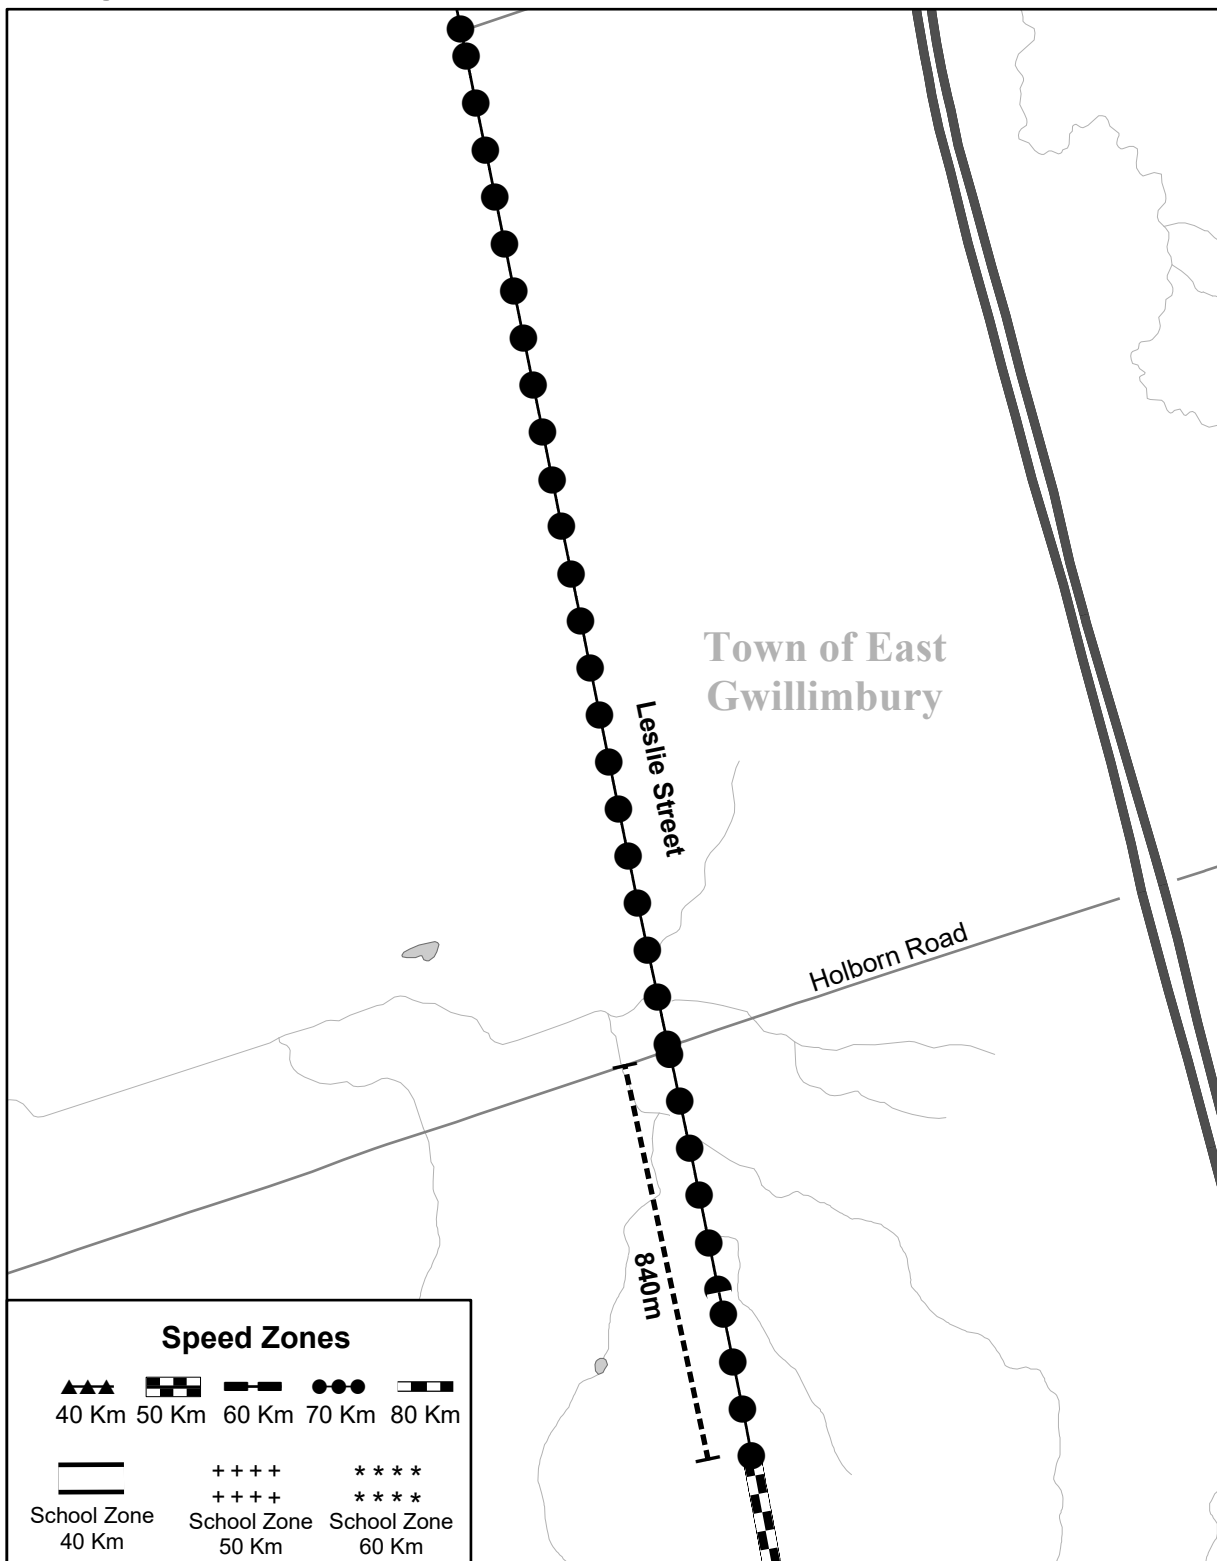 Town of East
Gwillimbury
Leslie Street
Holborn Road
840m
Speed Zones
40 Km 50 Km 60 Km 70 Km 80 Km
School Zone
40 Km
School Zone
50 Km
School Zone
60 Km